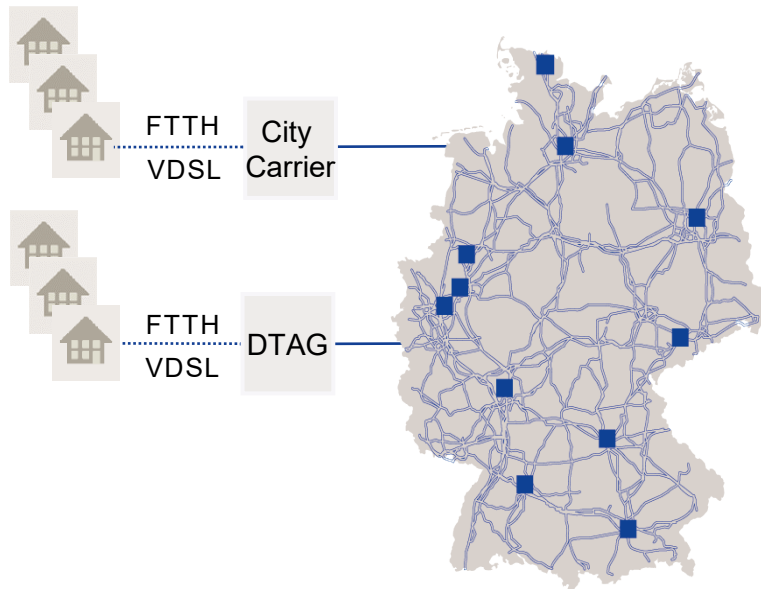 FTTH
VDSL
City
Carrier
FTTH
VDSL
DTAG